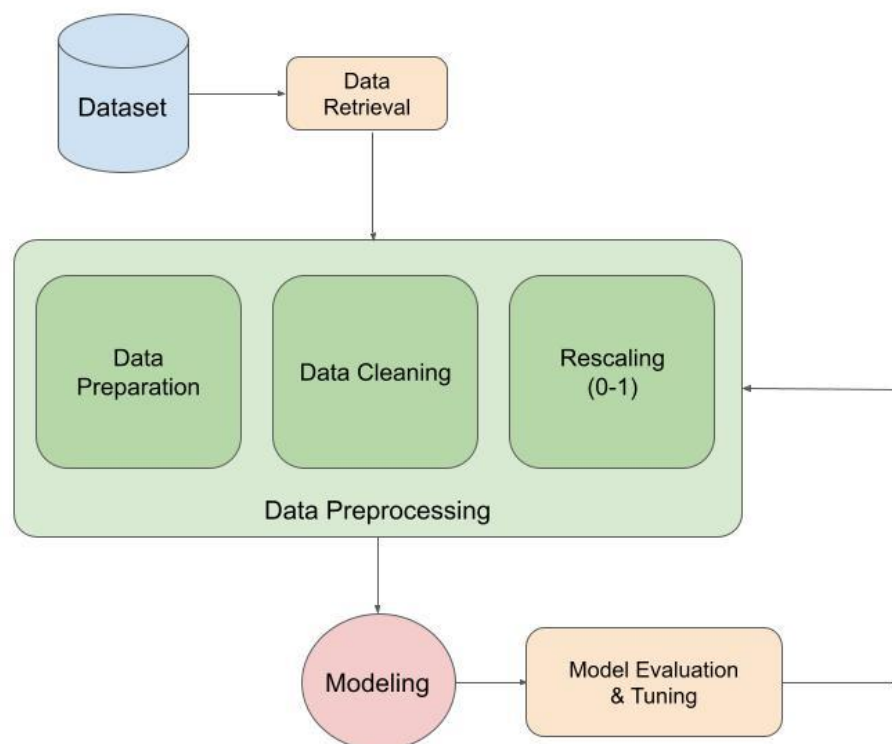 Dataset
Data
Retrieval
Data
Preparation
Data Cleaning
Rescaling
(0-1)
Data Preprocessing
Modeling
Model Evaluation
& Tuning